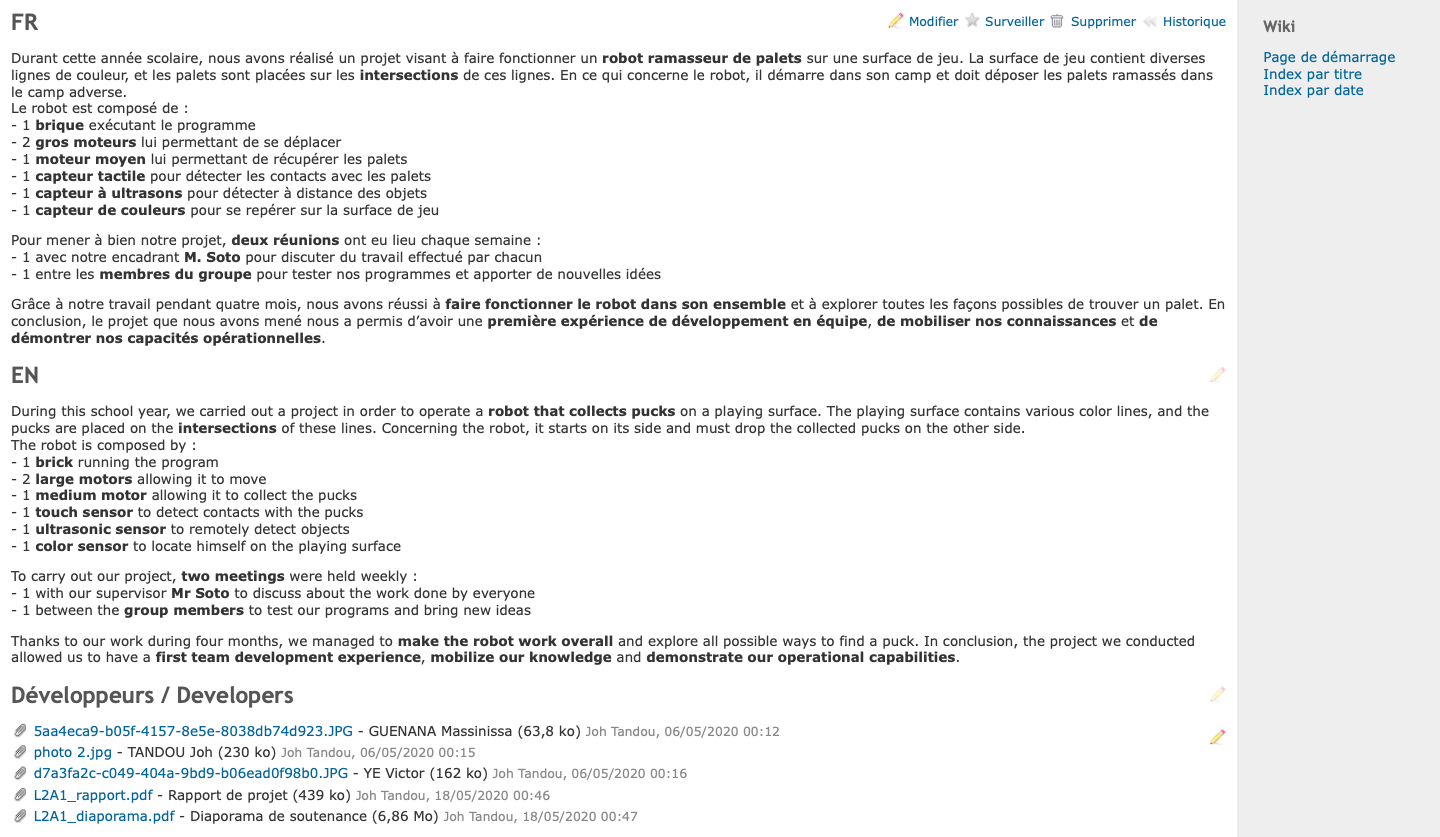 FR
Modifier Surveiller Supprimer Historique
Durant cette année scolaire, nous avons réalisé un projet visant à faire fonctionner un robot ramasseur de palets sur une surface de jeu. La surface de jeu contient diverses
lignes de couleur, et les palets sont placées sur les intersections de ces lignes. En ce qui concerne le robot, il démarre dans son camp et doit déposer les palets ramassés dans
le camp adverse.
Le robot est composé de :
- 1 brique exécutant le programme
- 2 gros moteurs lui permettant de se déplacer
- 1 moteur moyen lui permettant de récupérer les palets
- 1 capteur tactile pour détecter les contacts avec les palets
- 1 capteur à ultrasons pour détecter à distance des objets
- 1 capteur de couleurs pour se repérer sur la surface de jeu
Pour mener à bien notre projet, deux réunions ont eu lieu chaque semaine :
- 1 avec notre encadrant M. Soto pour discuter du travail effectué par chacun
- 1 entre les membres du groupe pour tester nos programmes et apporter de nouvelles idées
Grâce à notre travail pendant quatre mois, nous avons réussi à faire fonctionner le robot dans son ensemble et à explorer toutes les façons possibles de trouver un palet. En
conclusion, le projet que nous avons mené nous a permis d’avoir une première expérience de développement en équipe, de mobiliser nos connaissances et de
démontrer nos capacités opérationnelles.
EN
During this school year, we carried out a project in order to operate a robot that collects pucks on a playing surface. The playing surface contains various color lines, and the
pucks are placed on the intersections of these lines. Concerning the robot, it starts on its side and must drop the collected pucks on the other side.
The robot is composed by :
- 1 brick running the program
- 2 large motors allowing it to move
- 1 medium motor allowing it to collect the pucks
- 1 touch sensor to detect contacts with the pucks
- 1 ultrasonic sensor to remotely detect objects
- 1 color sensor to locate himself on the playing surface
To carry out our project, two meetings were held weekly :
- 1 with our supervisor Mr Soto to discuss about the work done by everyone
- 1 between the group members to test our programs and bring new ideas
Thanks to our work during four months, we managed to make the robot work overall and explore all possible ways to find a puck. In conclusion, the project we conducted
allowed us to have a first team development experience, mobilize our knowledge and demonstrate our operational capabilities.
Développeurs / Developers
5aa4eca9-b05f-4157-8e5e-8038db74d923.JPG - GUENANA Massinissa (63,8 ko) Joh Tandou, 06/05/2020 00:12
photo 2.jpg - TANDOU Joh (230 ko) Joh Tandou, 06/05/2020 00:15
d7a3fa2c-c049-404a-9bd9-b06ead0f98b0.JPG - YE Victor (162 ko) Joh Tandou, 06/05/2020 00:16
L2A1_rapport.pdf - Rapport de projet (439 ko) Joh Tandou, 18/05/2020 00:46
L2A1_diaporama.pdf - Diaporama de soutenance (6,86 Mo) Joh Tandou, 18/05/2020 00:47
Wiki
Page de démarrage
Index par titre
Index par date